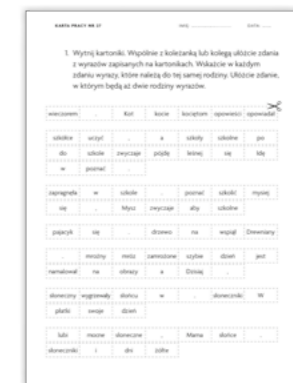 KARTA PRACY NR 27 IMIĘ DATA
1. Wytnij kartoniki. Wspólnie z koleżanką lub kolegą ułóżcie zdania
z wyrazów zapisanych na kartonikach. Wskażcie w każdym
zdaniu wyrazy, które należą do tej samej rodziny. Ułóżcie zdanie,
w którym będą aż dwie rodziny wyrazów.
wieczorem . Kot kocie kociętom opowieści opowiadał
szkolne uczyć , a szkoły szkolne po
do szkole zwyczaje pójdę leśnej się Idę
w poznać .
zapragnęła w szkole . poznać szkołę mysiej
się , Mysz zwyczaje aby szkolne
pajacyk się . drzewo na wspiął Drewniany
. mroźny mróz zamrożone szybie dzień jest
namalował na obrazy a Dzisiaj ,
słoneczny wygrzewały słońcu w . słoneczniki W
płatki swoje dzień
lubi mocne słoneczne , Mama słońce .
słoneczniki i dni żółte